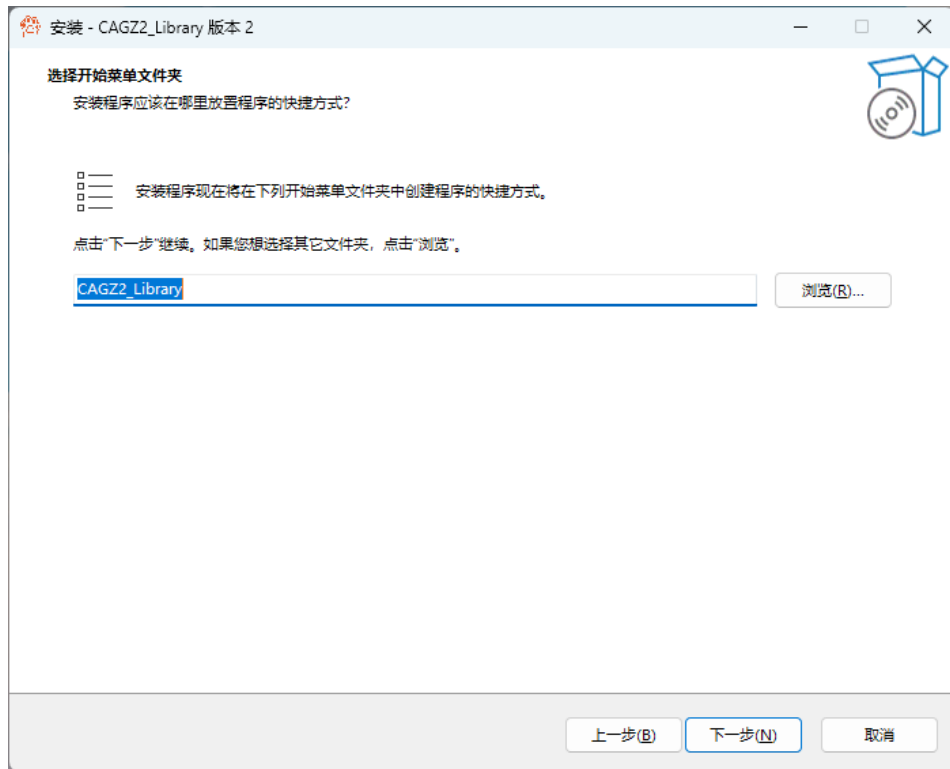 安装 - CAGZ2_Library 版本 2
选择开始菜单文件夹
安装程序应该在哪里放置程序的快捷方式?
安装程序现在将在下列开始菜单文件夹中创建程序的快捷方式。
点击“下一步”继续。如果您想选择其它文件夹，点击“浏览”。
CAGZ2_Library
浏览(R)...
上一步(B)
下一步(N)
取消